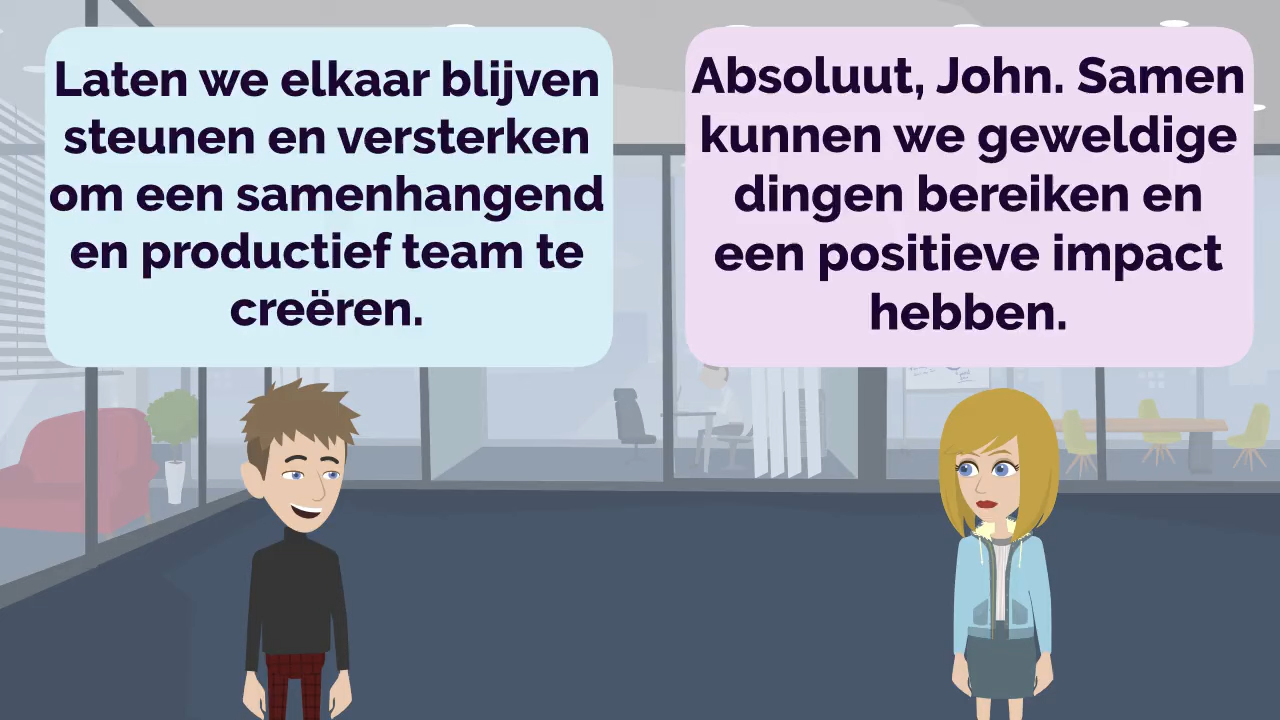 Laten we elkaar blijven
steunen en versterken
om een samenhangend
en productief team te
creëren.
Absoluut, John. Samen
kunnen we geweldige
dingen bereiken en
een positieve impact
hebben.